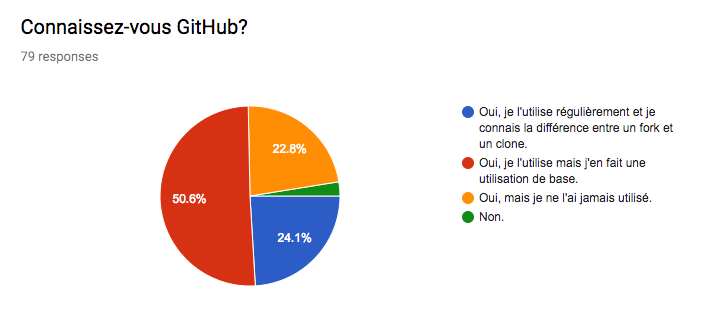 Connaissez-vous GitHub?
79 responses
22.8%
50.6%
24.1%
Oui, je l'utilise régulièrement et je
connais la différence entre un fork et
un clone.
Oui, je l'utilise mais j'en fait une
utilisation de base.
Oui, mais je ne l'ai jamais utilisé.
Non.